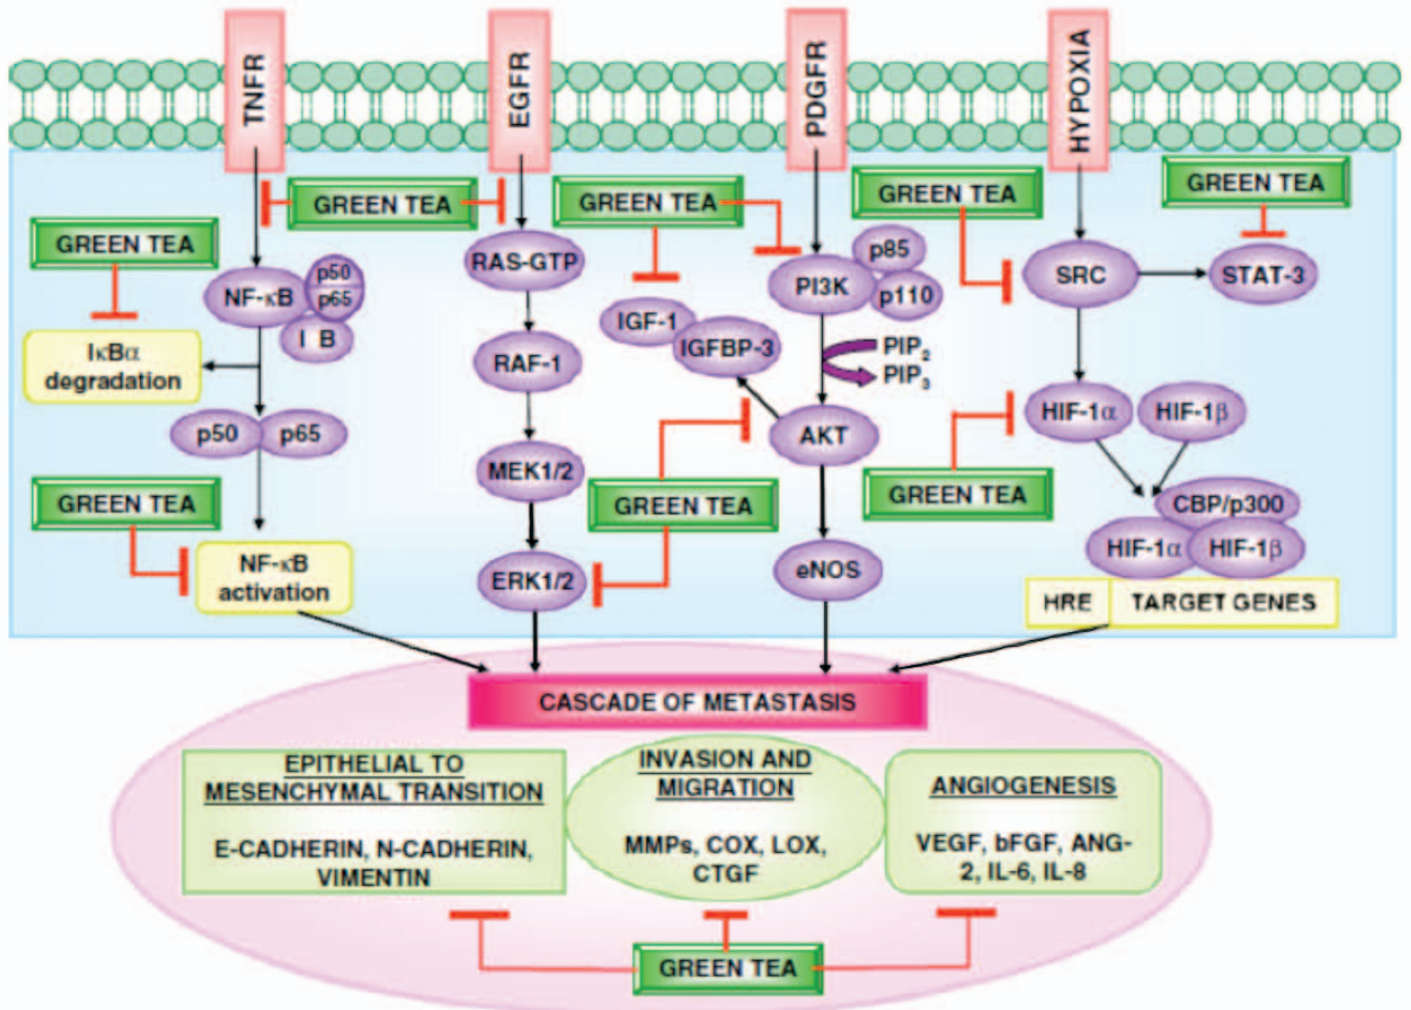 TNFR
EGFR
PDGFR
HYPOXIA
GREEN TEA
GREEN TEA
GREEN TEA
GREEN TEA
GREEN TEA
NF-κB
p50
p65
I B
IκBα
degradation
p50
p65
GREEN TEA
NF-κB
activation
RAS-GTP
RAF-1
MEK1/2
ERK1/2
IGF-1
IGFBP-3
GREEN TEA
PI3K
p85
p110
PIP2
PIP3
AKT
eNOS
SRC
STAT-3
HIF-1α
HIF-1β
GREEN TEA
CBP/p300
HIF-1α
HIF-1β
HRE
TARGET GENES
CASCADE OF METASTASIS
EPITHELIAL TO
MESENCHYMAL TRANSITION
E-CADHERIN, N-CADHERIN,
VIMENTIN
INVASION AND
MIGRATION
MMPs, COX, LOX,
CTGF
ANGIOGENESIS
VEGF, bFGF, ANG-
2, IL-6, IL-8
GREEN TEA